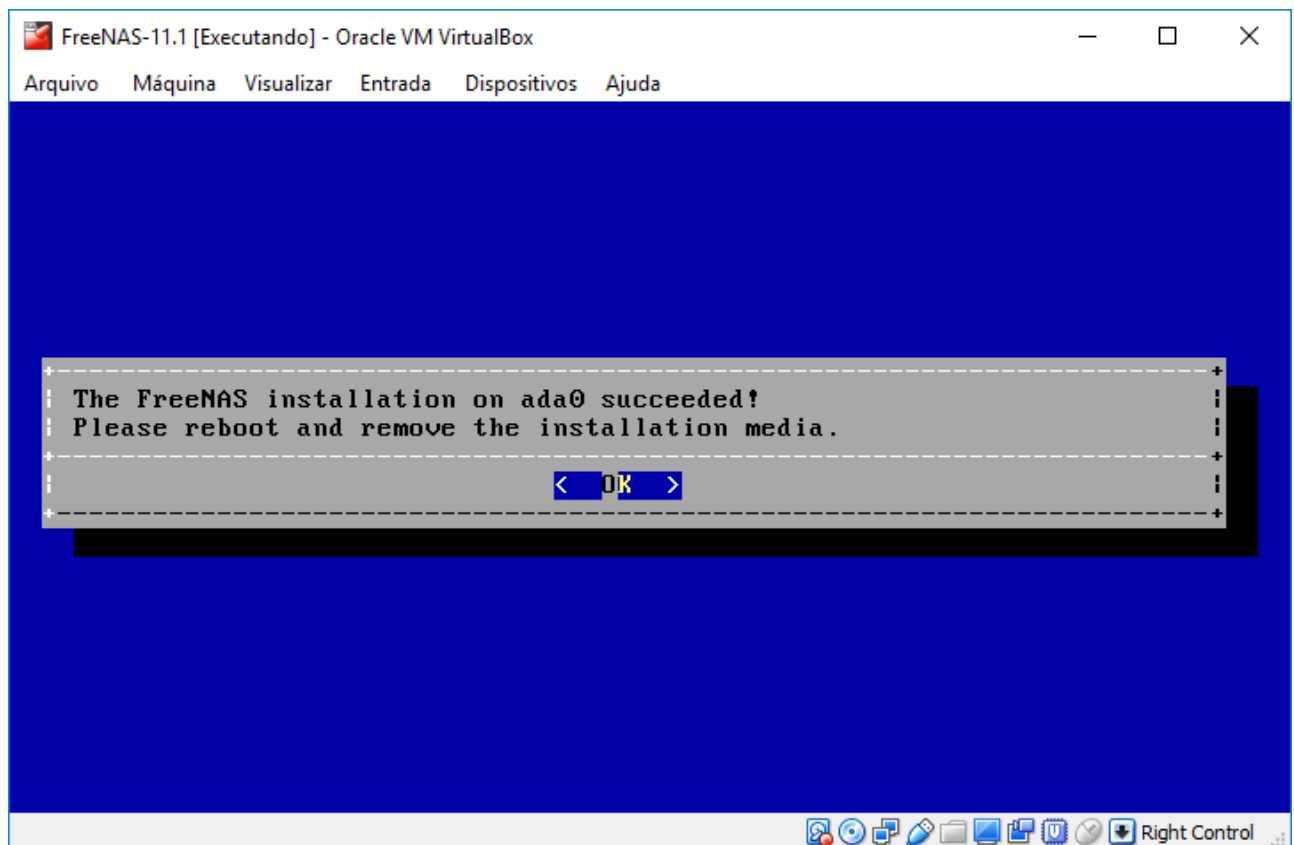 FreeNAS-11.1 [Executando] - Oracle VM VirtualBox
Arquivo Máquina Visualizar Entrada Dispositivos Ajuda
The FreeNAS installation on ada0 succeeded!
Please reboot and remove the installation media.
< OK >
Right Control